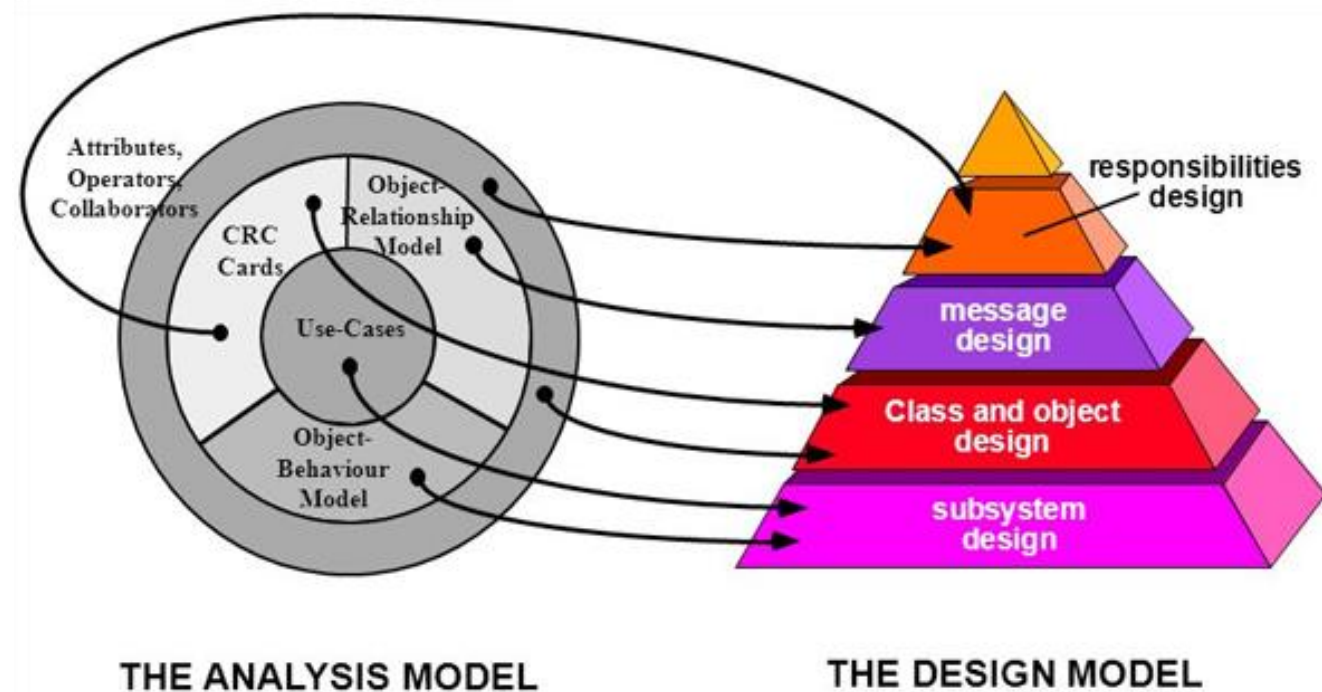 Attributes,
Operators,
Collaborators
CRC
Cards
Object-
Relationship
Model
Use-Cases
Object-
Behaviour
Model
THE ANALYSIS MODEL
responsibilities
design
message
design
Class and object
design
subsystem
design
THE DESIGN MODEL